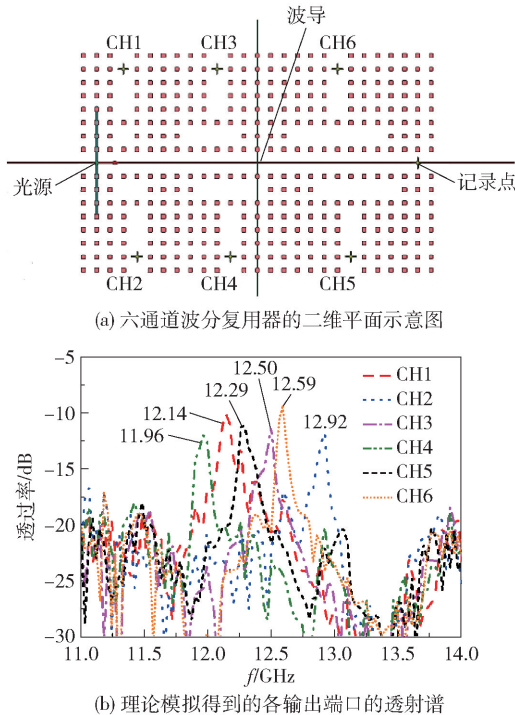 波导
CH1 CH3 CH6
光源 记录点
CH2 CH4 CH5
(a) 六通道波分复用器的二维平面示意图
-5
-10
-15
-20
-25
-30
透过率/dB
12.50
12.59
12.29
12.14
11.96
12.92
CH1
CH2
CH3
CH4
CH5
CH6
11.0 11.5 12.0 12.5 13.0 13.5 14.0
f/GHz
(b) 理论模拟得到的各输出端口的透射谱